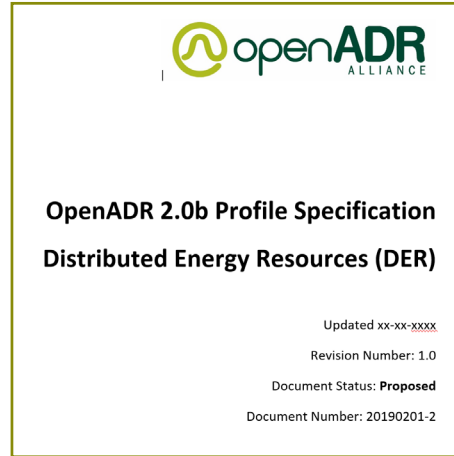 openADR
ALLIANCE
OpenADR 2.0b Profile Specification
Distributed Energy Resources (DER)
Updated xx-xx-xxxx
Revision Number: 1.0
Document Status: Proposed
Document Number: 20190201-2